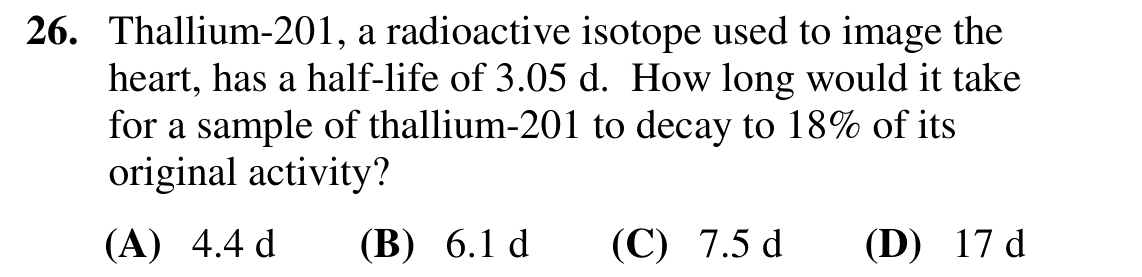 26. Thallium-201, a radioactive isotope used to image the
heart, has a half-life of 3.05 d. How long would it take
for a sample of thallium-201 to decay to 18% of its
original activity?
(A) 4.4 d (B) 6.1 d (C) 7.5 d (D) 17 d